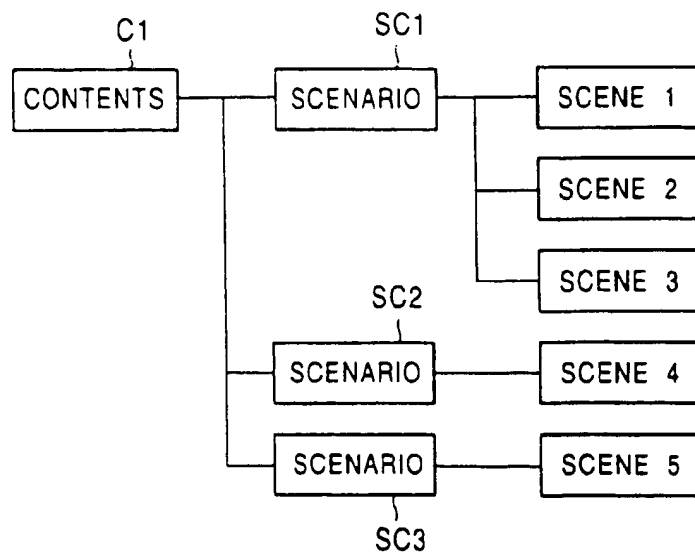 C1
SC1
CONTENTS
SCENARIO
SCENE 1
SCENE 2
SCENE 3
SC2
SCENARIO
SCENE 4
SCENARIO
SCENE 5
SC3